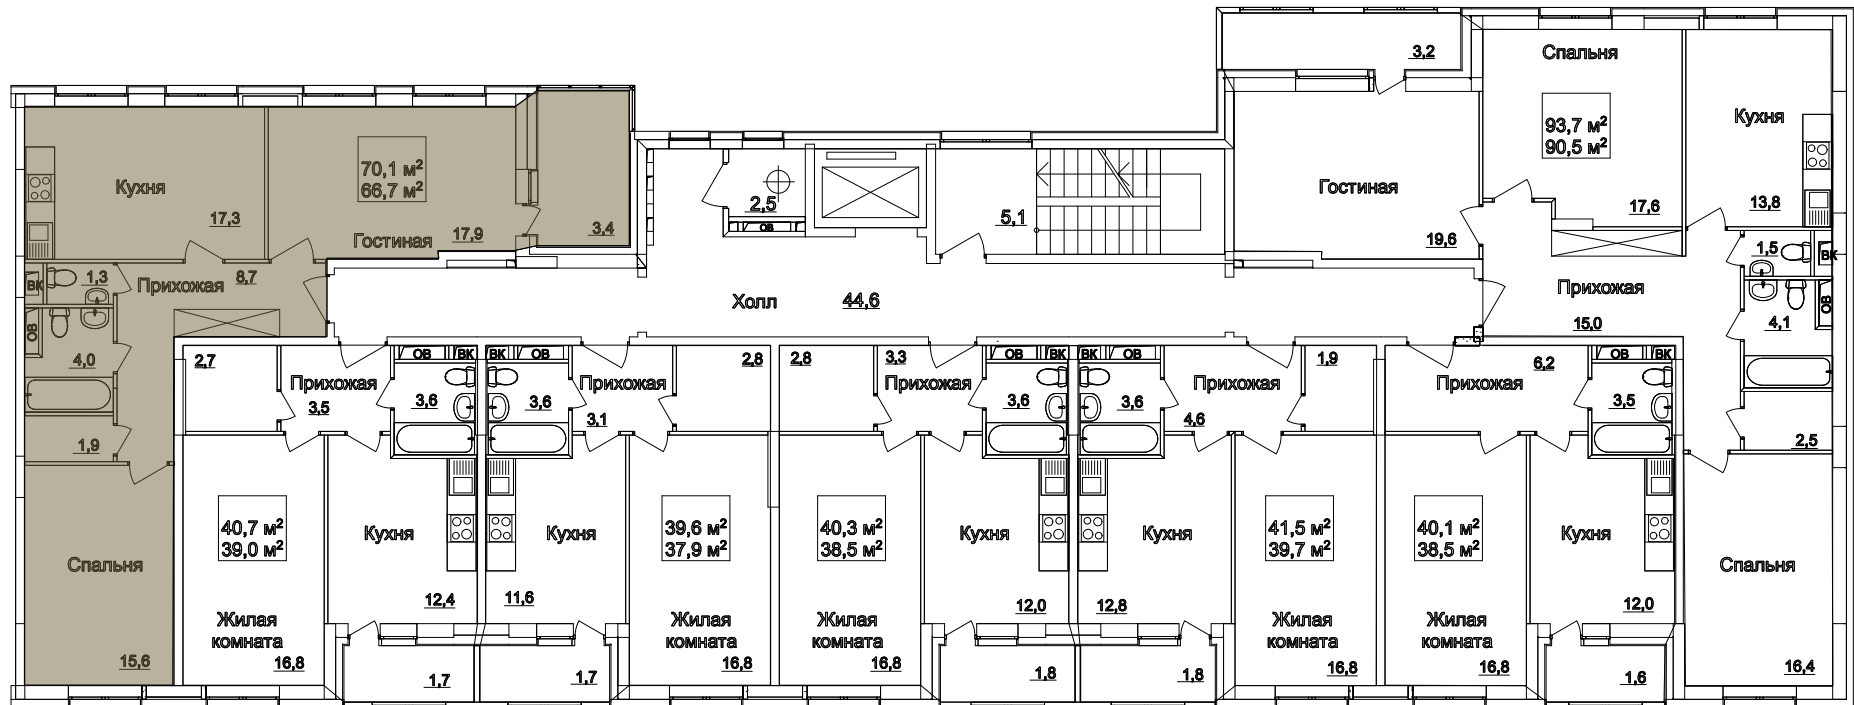 3,2
Спальня
93,7 м²
90,5 м²
Кухня
17,6
13,8
Гостиная
19,6
70,1 м²
66,7 м²
Кухня
17,3
Гостиная
17,9
3,4
2,5
ОВ
5,1
ВК
1,3
Прихожая
8,7
ОВ
4,0
1,9
Холл
44,6
1,5
ВК
Прихожая
15,0
4,1
ОВ
2,5
2,7
Прихожая
3,5
ОВ
ВК
3,6
ВК
ОВ
3,6
Прихожая
3,1
2,8
2,8
3,3
Прихожая
ОВ
ВК
3,6
ВК
ОВ
3,6
Прихожая
4,6
1,9
Прихожая
6,2
ОВ
ВК
3,5
Спальня
15,6
40,7 м²
39,0 м²
Жилая
комната
16,8
Кухня
12,4
1,7
Кухня
11,6
1,7
39,6 м²
37,9 м²
Жилая
комната
16,8
40,3 м²
38,5 м²
Жилая
комната
16,8
Кухня
12,0
1,8
Кухня
12,8
1,8
41,5 м²
39,7 м²
Жилая
комната
16,8
40,1 м²
38,5 м²
Жилая
комната
16,8
Кухня
12,0
1,6
Спальня
16,4